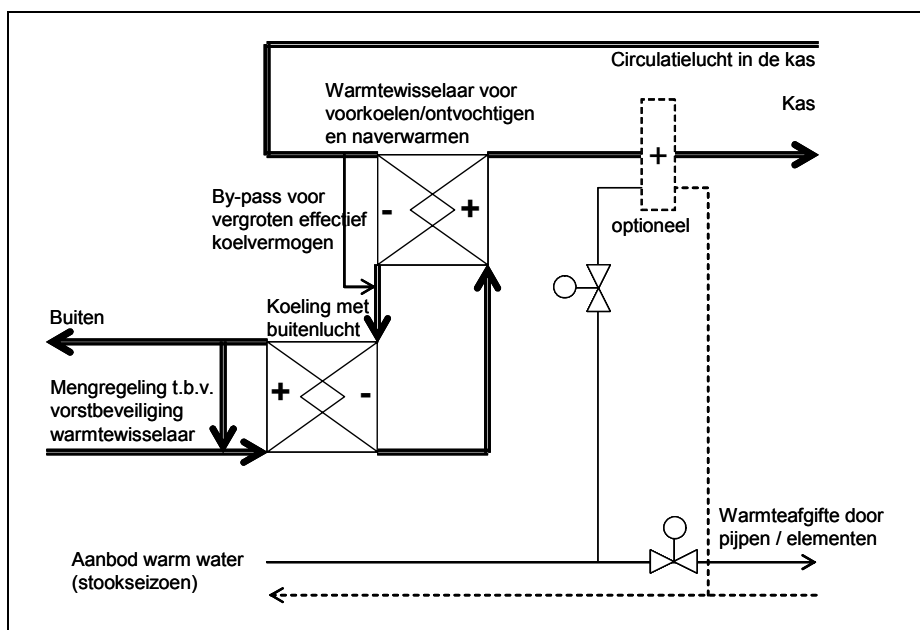 Circulatielucht in de kas
Warmtewisselaar voor
voorkoelen/ontvochtigen
en naverwarmen
Kas
+
By-pass voor
vergroten effectief
koelvermogen
- +
optioneel
Koeling met
buitenlucht
Buiten
Mengregeling t.b.v.
vorstbeveiliging
warmtewisselaar
+ -
Warmteafgifte door
pijpen / elementen
Aanbod warm water
(stookseizoen)